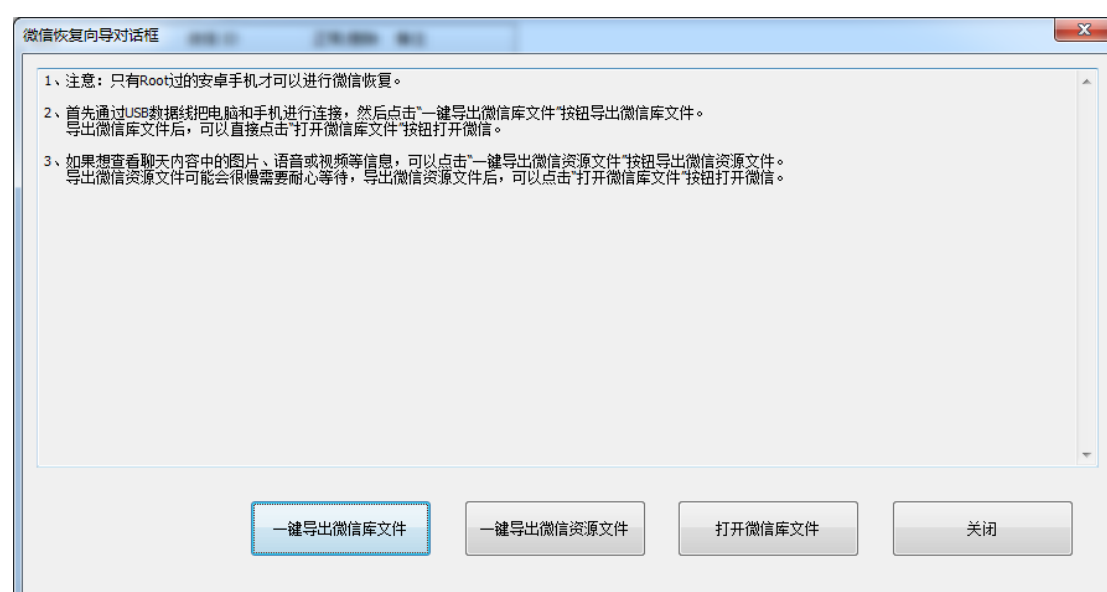 微信恢复向导对话框
1、注意：只有Root过的安卓手机才可以进行微信恢复。
2、首先通过USB数据线把电脑和手机进行连接，然后点击"一键导出微信库文件"按钮导出微信库文件。
导出微信库文件后，可以直接点击"打开微信库文件"按钮打开微信。
3、如果想查看聊天内容中的图片、语音或视频等信息，可以点击"一键导出微信资源文件"按钮导出微信资源文件。
导出微信资源文件可能会很慢需要耐心等待，导出微信资源文件后，可以点击"打开微信库文件"按钮打开微信。
一键导出微信库文件
一键导出微信资源文件
打开微信库文件
关闭